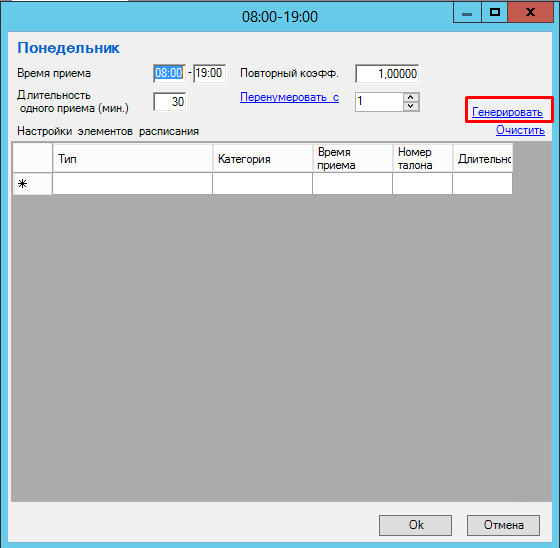 08:00-19:00
X
Понедельник
Время приема 08:00 - 19:00 Повторный коэфф. 1,00000
Длительность
одного приема (мин.) 30 Перенумеровать с 1
Генерировать
Настройки элементов расписания Очистить
Тип Категория Время приема Номер талона Длительно
Ok Отмена